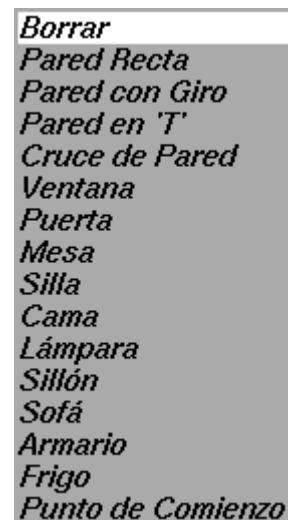 Borrar
Pared Recta
Pared con Giro
Pared en 'T'
Cruce de Pared
Ventana
Puerta
Mesa
Silla
Cama
Lámpara
Sillón
Sofá
Armario
Frigo
Punto de Comienzo